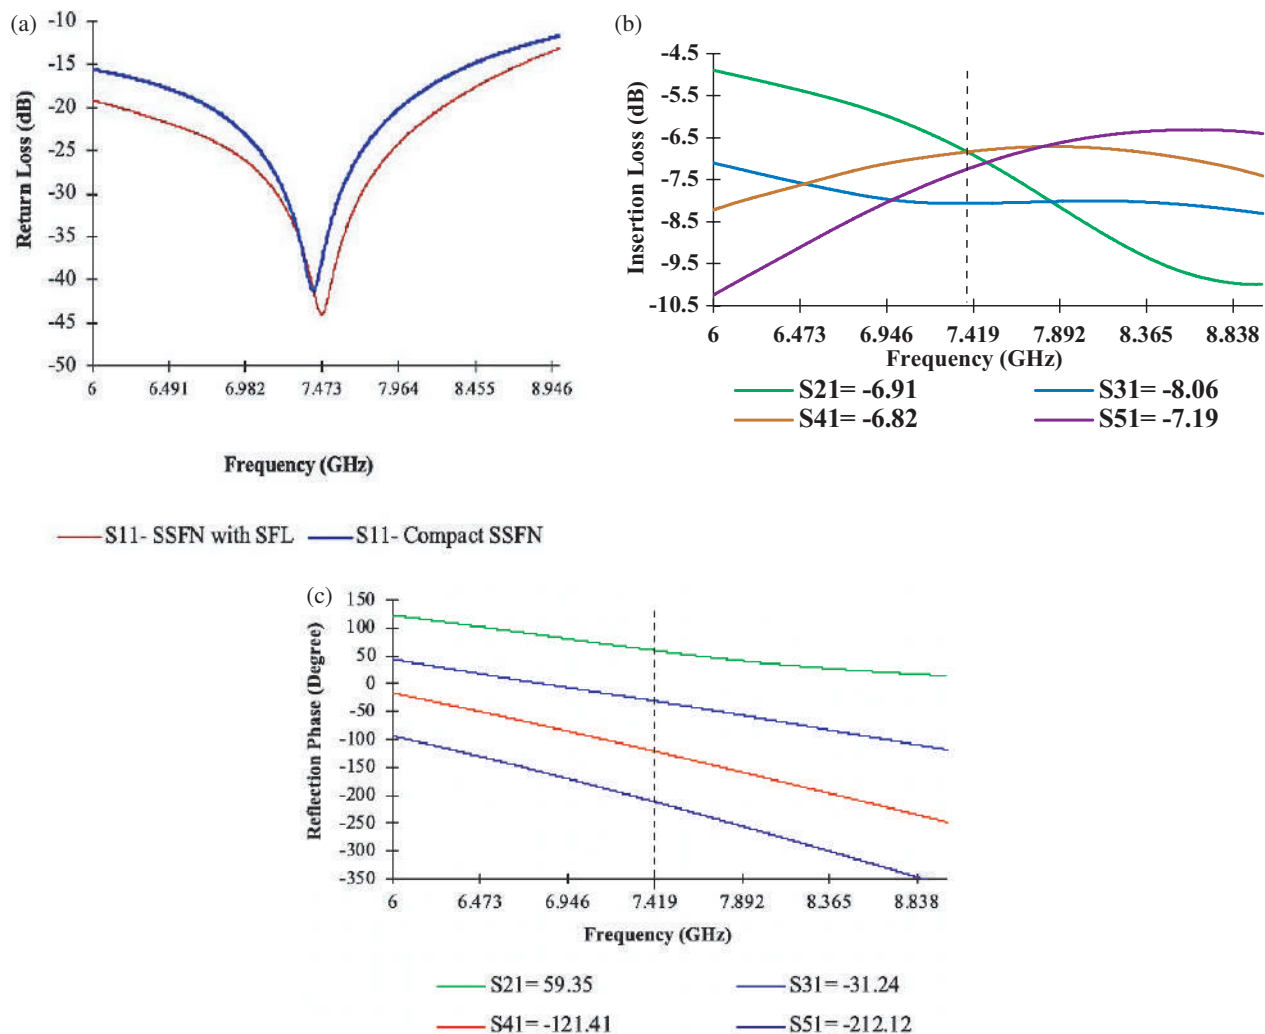 (a)
-10
-15
-20
-25
-30
-35
-40
-45
-50
Return Loss (dB)
6 6.491 6.982 7.473 7.964 8.455 8.946
Frequency (GHz)
S11- SSFN with SFL S11- Compact SSFN
(b)
-4.5
-5.5
-6.5
-7.5
-8.5
-9.5
-10.5
Insertion Loss (dB)
6 6.473 6.946 7.419 7.892 8.365 8.838
Frequency (GHz)
S21= -6.91 S31= -8.06
S41= -6.82 S51= -7.19
(c)
150
100
50
0
-50
-100
-150
-200
-250
-300
-350
Reflection Phase (Degree)
6 6.473 6.946 7.419 7.892 8.365 8.838
Frequency (GHz)
S21= 59.35 S31= -31.24
S41= -121.41 S51= -212.12